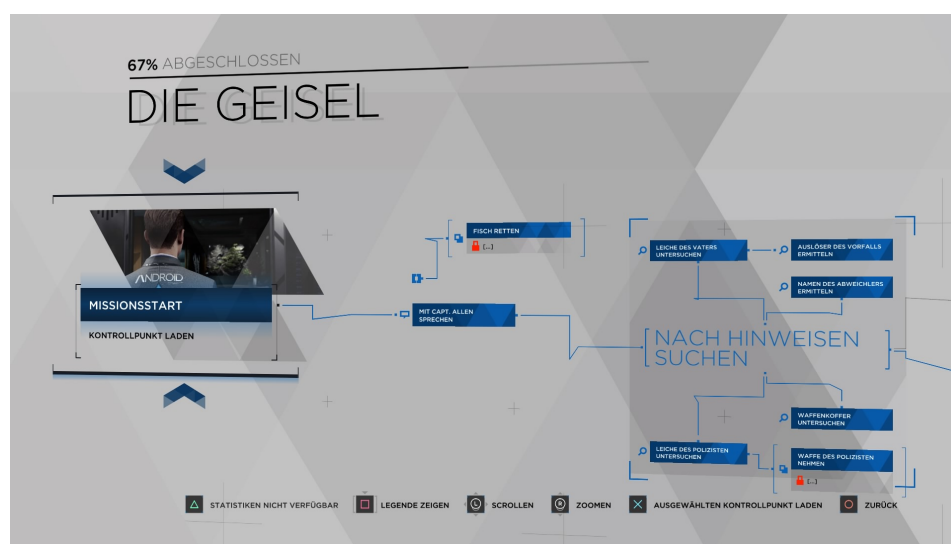 67% ABGESCHLOSSEN
DIE GEISEL
ANDROID
MISSIONSSTART
KONTROLLPUNKT LADEN
FISCH RETTEN
[...]
MIT CAPT. ALLEN
SPRECHEN
LEICHE DES VATERS
UNTERSUCHEN
AUSLÖSER DES VORFALLS
ERMITTELN
NAMEN DES ABWEICHLERS
ERMITTELN
NACH HINWEISEN
SUCHEN
WAFFENKOFFER
UNTERSUCHEN
LEICHE DES POLIZISTEN
UNTERSUCHEN
WAFFE DES POLIZISTEN
NEHMEN
[...]
STATISTIKEN NICHT VERFÜGBAR
LEGENDE ZEIGEN
L SCROLLEN
R ZOOMEN
AUSGEWÄHLTEN KONTROLLPUNKT LADEN
ZURÜCK